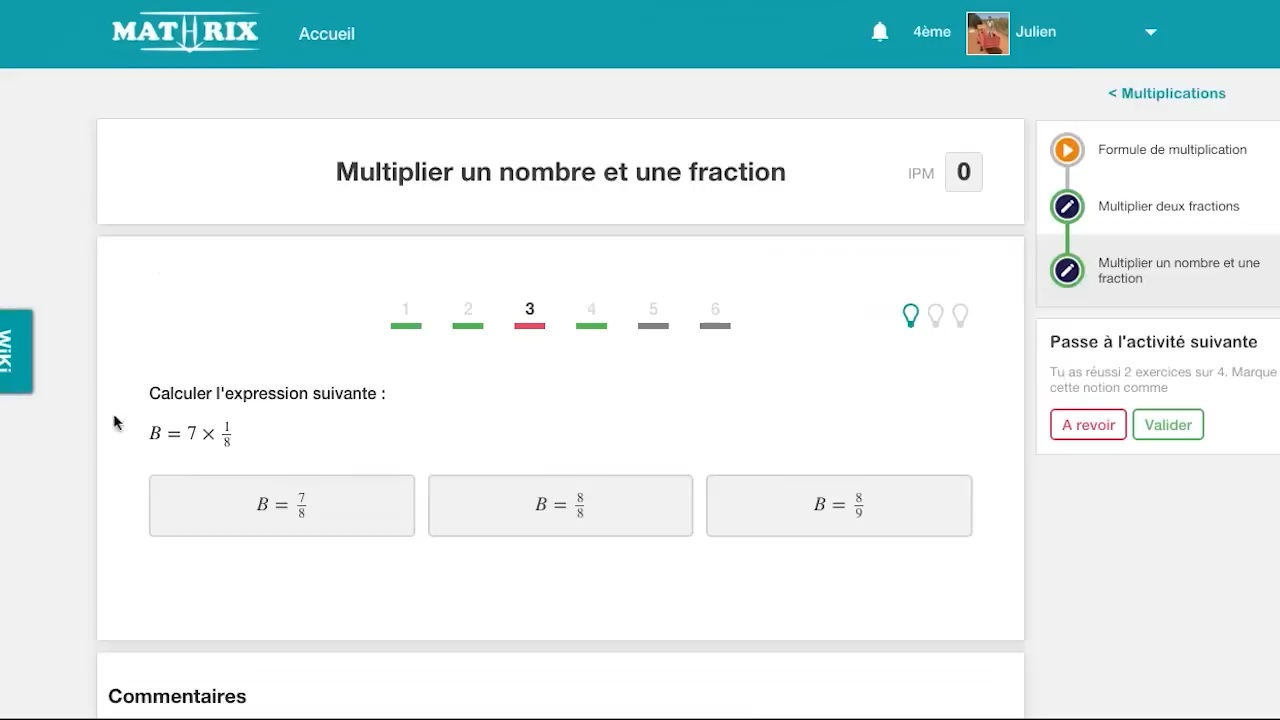 MATHRIX
Accueil
4ème
Julien
< Multiplications
Multiplier un nombre et une fraction
IPM
0
Formule de multiplication
Multiplier deux fractions
Multiplier un nombre et une
fraction
1 2 3 4 5 6
WiKi
Passe à l'activité suivante
Tu as réussi 2 exercices sur 4. Marque
cette notion comme
A revoir
Valider
Calculer l'expression suivante :
B = 7 × 1/8
B = 7/8
B = 8/8
B = 8/9
Commentaires